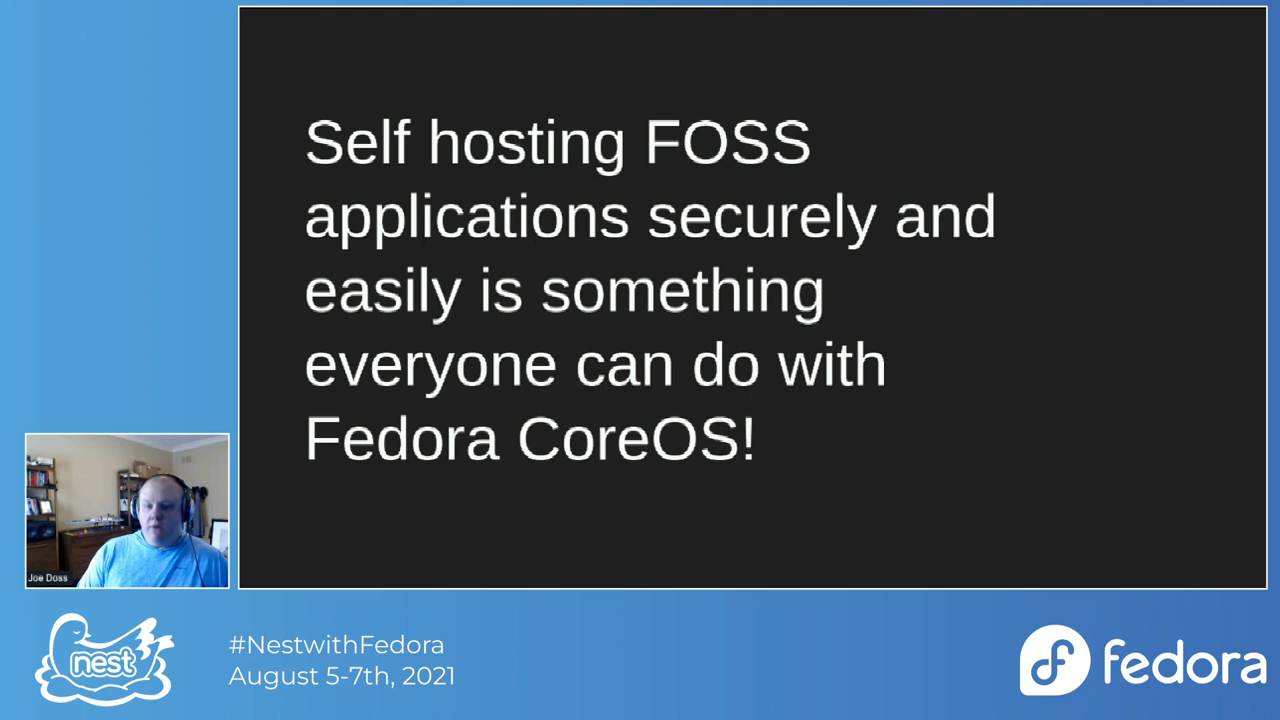 Self hosting FOSS
applications securely and
easily is something
everyone can do with
Fedora CoreOS!
Joe Doss
nest
#NestwithFedora
August 5-7th, 2021
fedora